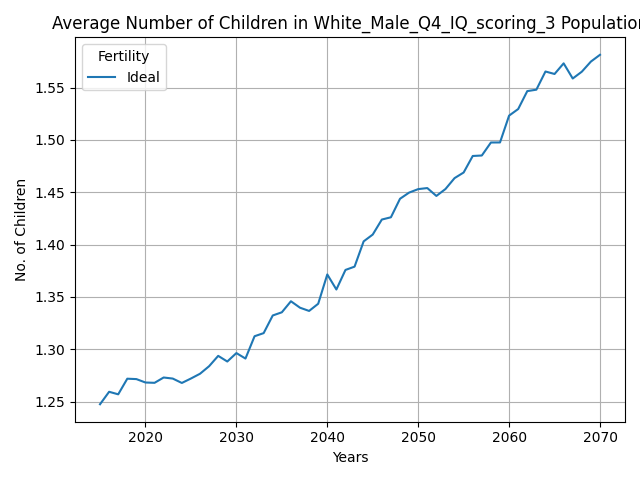 Average Number of Children in White_Male_Q4_IQ_scoring_3 Population
Fertility
Ideal
No. of Children
1.55
1.50
1.45
1.40
1.35
1.30
1.25
2020 2030 2040 2050 2060 2070
Years